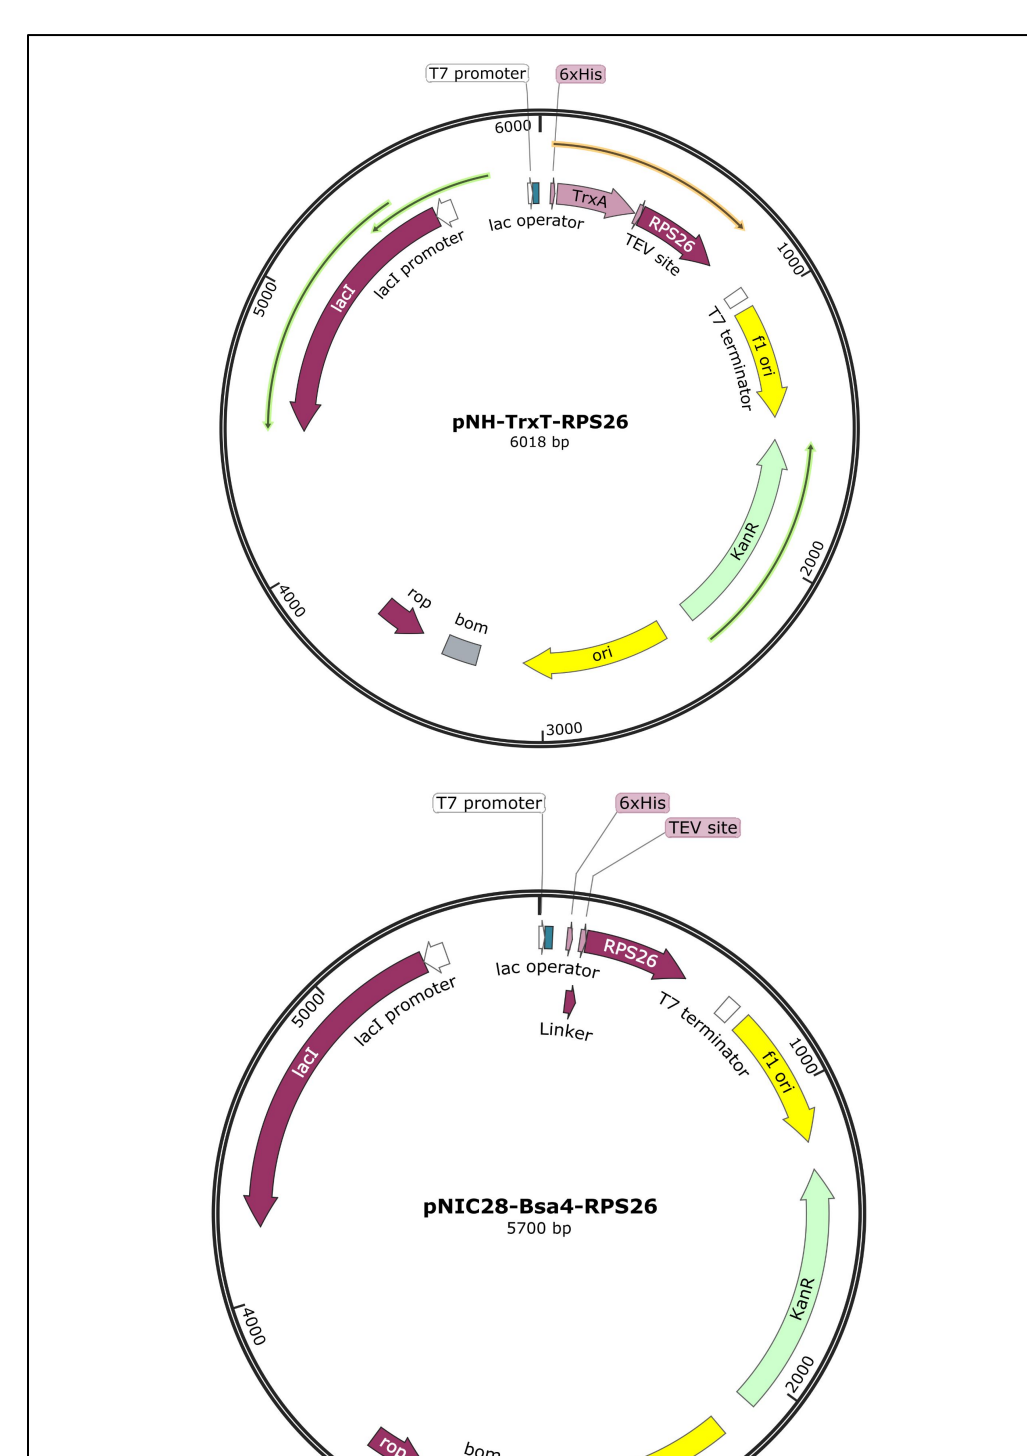 T7 promoter
6xHis
6000
TrxA
lac operator
RPS26
TEV site
lacI promoter
lacI
1000
5000
T7 terminator
f1 ori
pNH-TrxT-RPS26
6018 bp
KanR
2000
4000
rop
bom
ori
3000
T7 promoter
6xHis
TEV site
RPS26
lac operator
Linker
lacI promoter
lacI
5000
T7 terminator
1000
f1 ori
pNIC28-Bsa4-RPS26
5700 bp
KanR
4000
2000
rop
bom